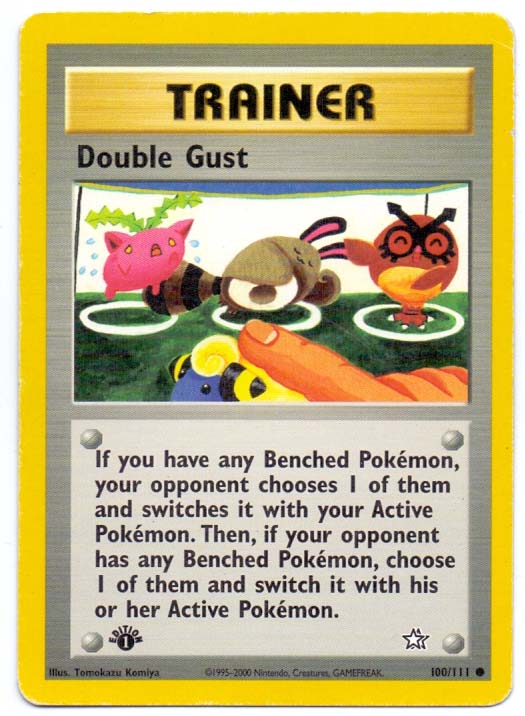 TRAINER
Double Gust
If you have any Benched Pokémon,
your opponent chooses 1 of them
and switches it with your Active
Pokémon. Then, if your opponent
has any Benched Pokémon, choose
1 of them and switch it with his
or her Active Pokémon.
EDITION
1
Illus. Tomokazu Komiya
©1995-2000 Nintendo, Creatures, GAMEFREAK.
100/111